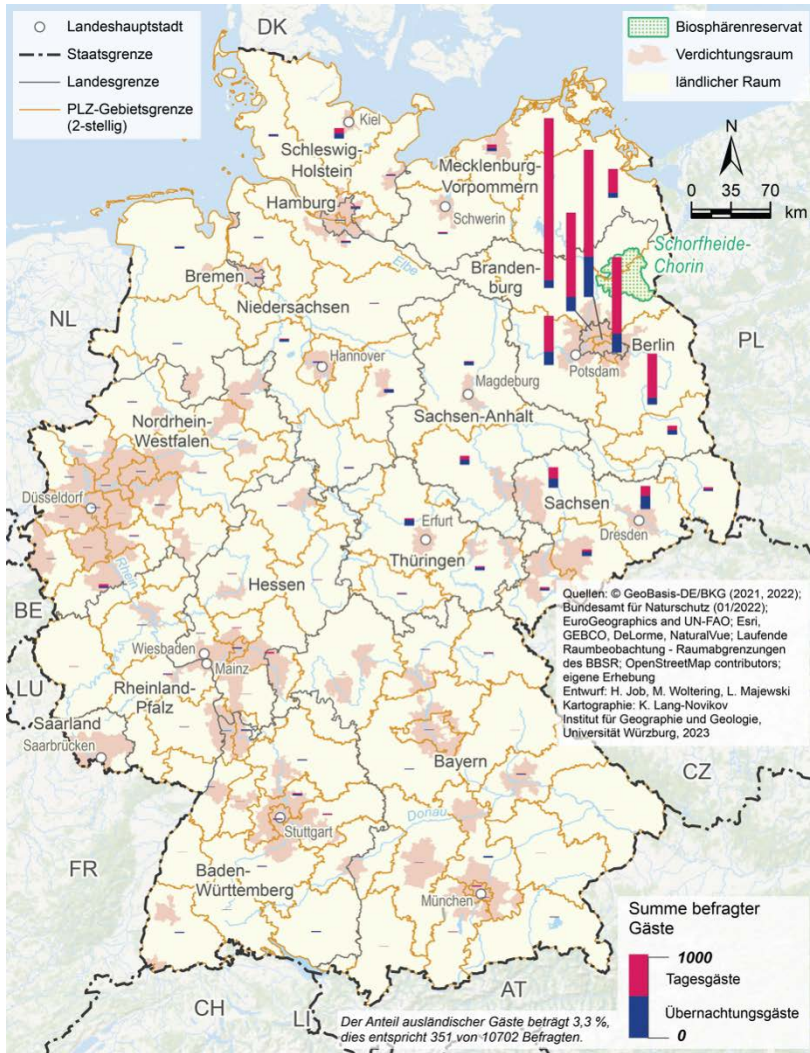 Landeshauptstadt
Staatsgrenze
Landesgrenze
PLZ-Gebietsgrenze
(2-stellig)
DK
Biosphärenreservat
Verdichtungsraum
ländlicher Raum
N
0 35 70
km
Kiel
Schleswig-
Holstein
Mecklenburg-
Vorpommern
Hamburg
Schwerin
Schorfheide-
Chorin
Bremen
Elbe
Branden-
burg
Niedersachsen
NL
PL
Berlin
Hannover
Potsdam
Magdeburg
Nordrhein-
Westfalen
Sachsen-Anhalt
Düsseldorf
Sachsen
Erfurt
Dresden
Thüringen
Rhein
Hessen
BE
Quellen: © GeoBasis-DE/BKG (2021, 2022);
Bundesamt für Naturschutz (01/2022);
EuroGeographics and UN-FAO; Esri,
GEBCO, DeLorme, NaturalVue; Laufende
Raumbeobachtung - Raumabgrenzungen
des BBSR; OpenStreetMap contributors;
eigene Erhebung
Entwurf: H. Job, M. Woltering, L. Majewski
Kartographie: K. Lang-Novikov
Institut für Geographie und Geologie,
Universität Würzburg, 2023
Wiesbaden
Mainz
LU
Rheinland-
Pfalz
Saarland
Saarbrücken
Bayern
CZ
Donau
Stuttgart
FR
Baden-
Württemberg
München
Summe befragter
Gäste
1000
Tagesgäste
Übernachtungsgäste
0
AT
CH
LI
Der Anteil ausländischer Gäste beträgt 3,3 %,
dies entspricht 351 von 10702 Befragten.